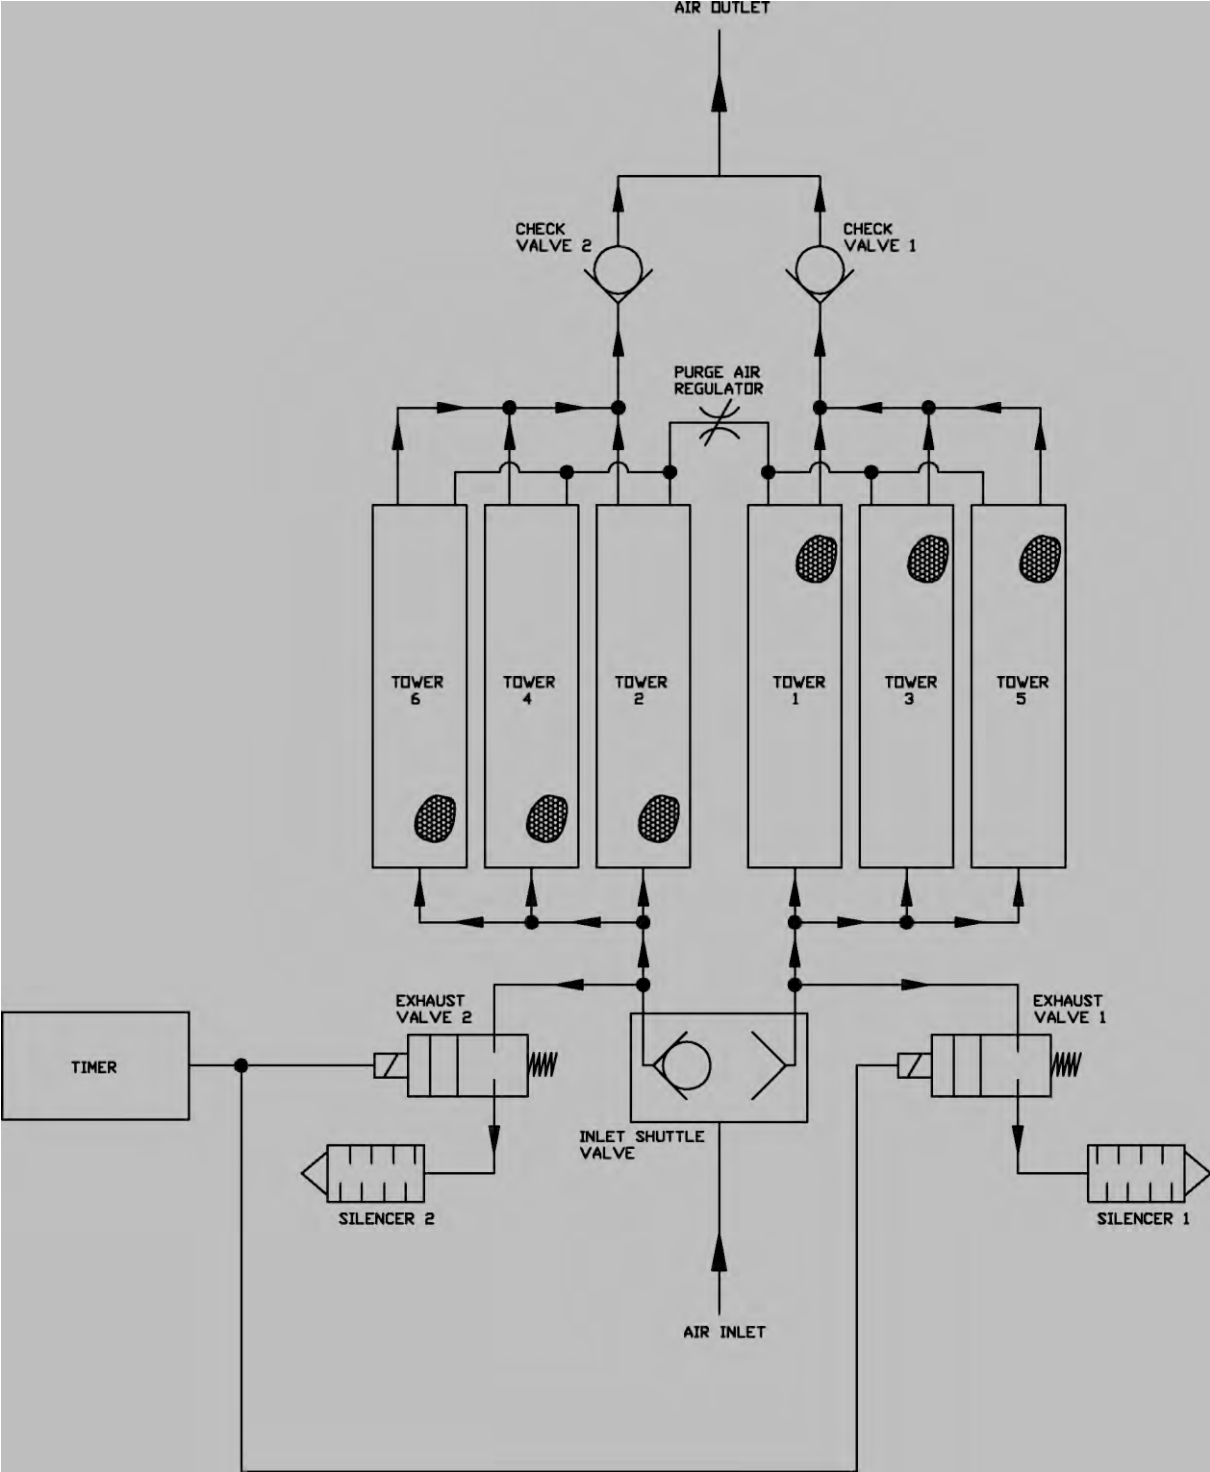 AIR OUTLET
CHECK
VALVE 2
CHECK
VALVE 1
PURGE AIR
REGULATOR
TOWER
6
TOWER
4
TOWER
2
TOWER
1
TOWER
3
TOWER
5
EXHAUST
VALVE 2
EXHAUST
VALVE 1
TIMER
INLET SHUTTLE
VALVE
SILENCER 2
SILENCER 1
AIR INLET